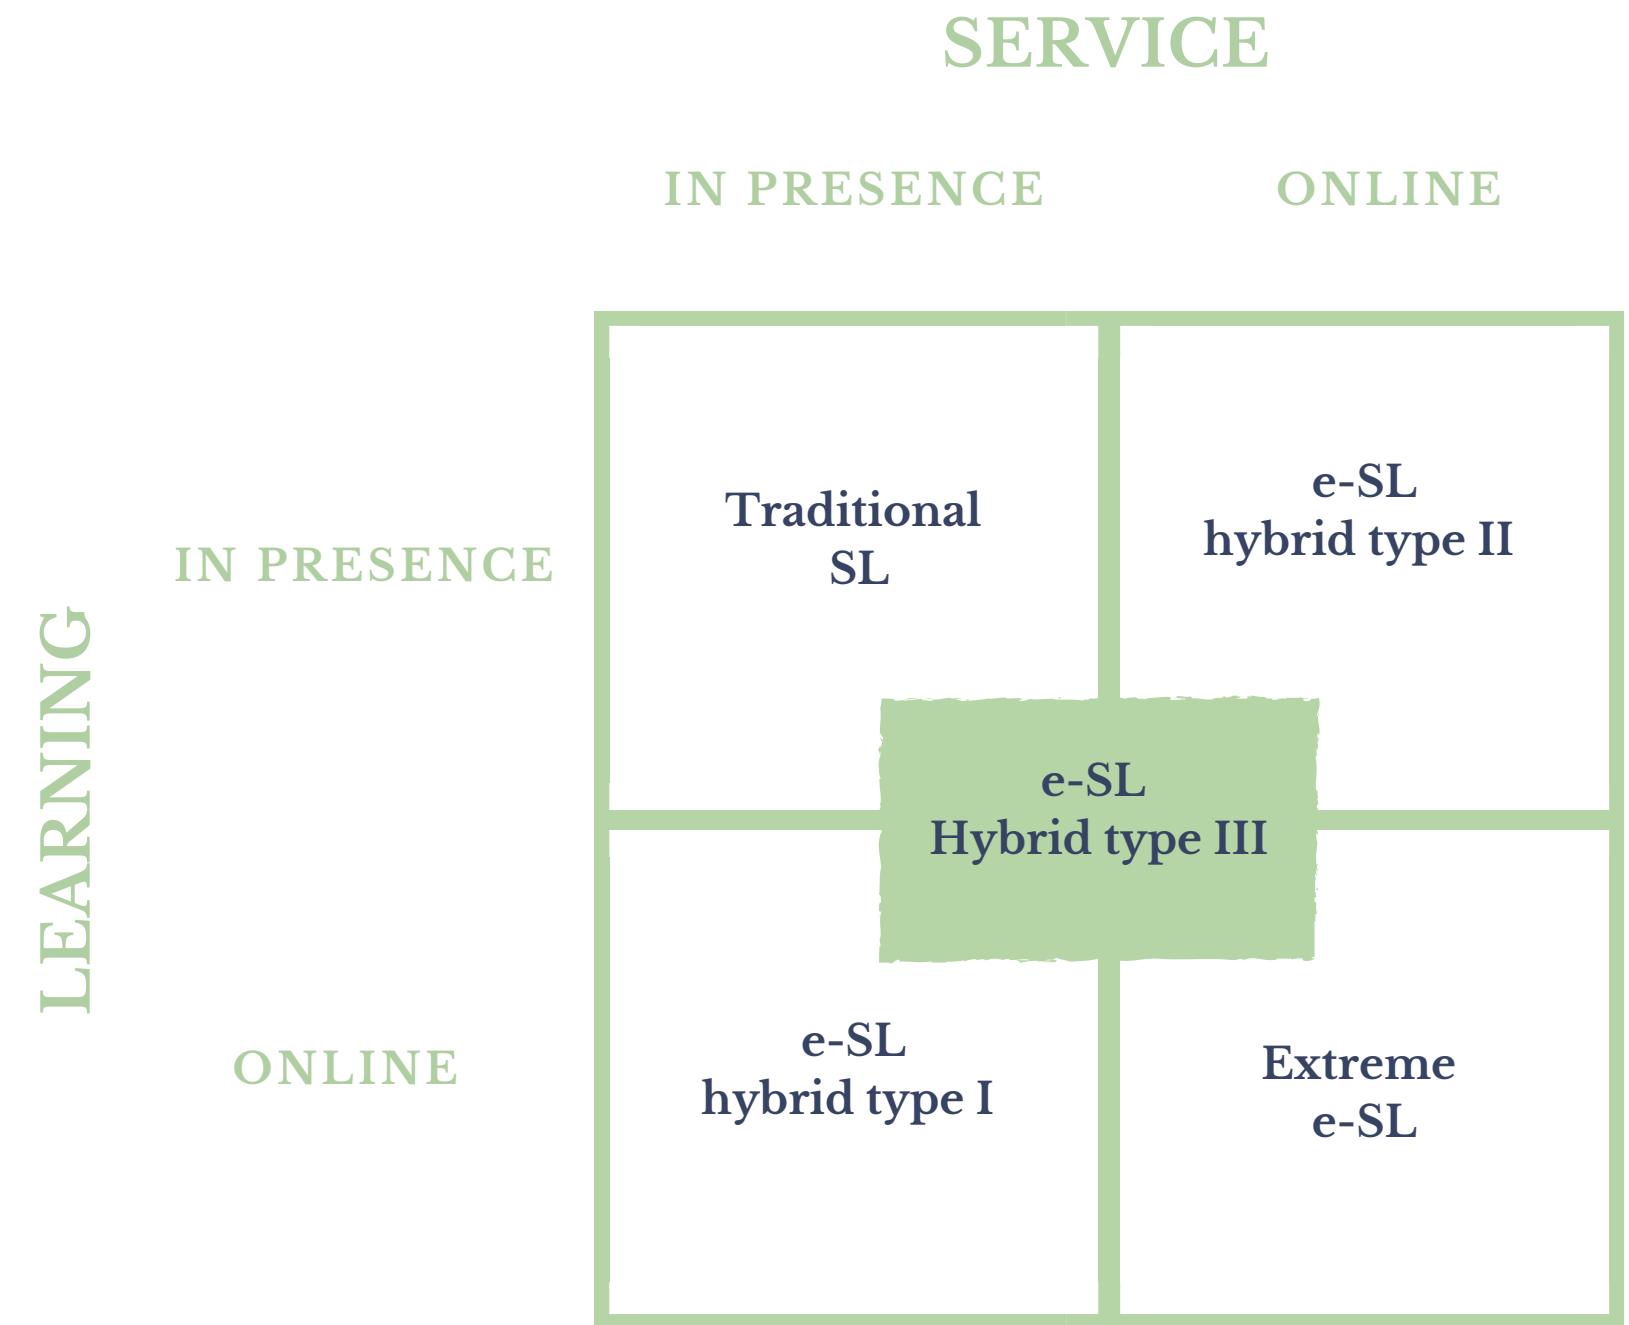 SERVICE
IN PRESENCE
ONLINE
Traditional
SL
e-SL
hybrid type II
IN PRESENCE
LEARNING
e-SL
Hybrid type III
ONLINE
e-SL
hybrid type I
Extreme
e-SL